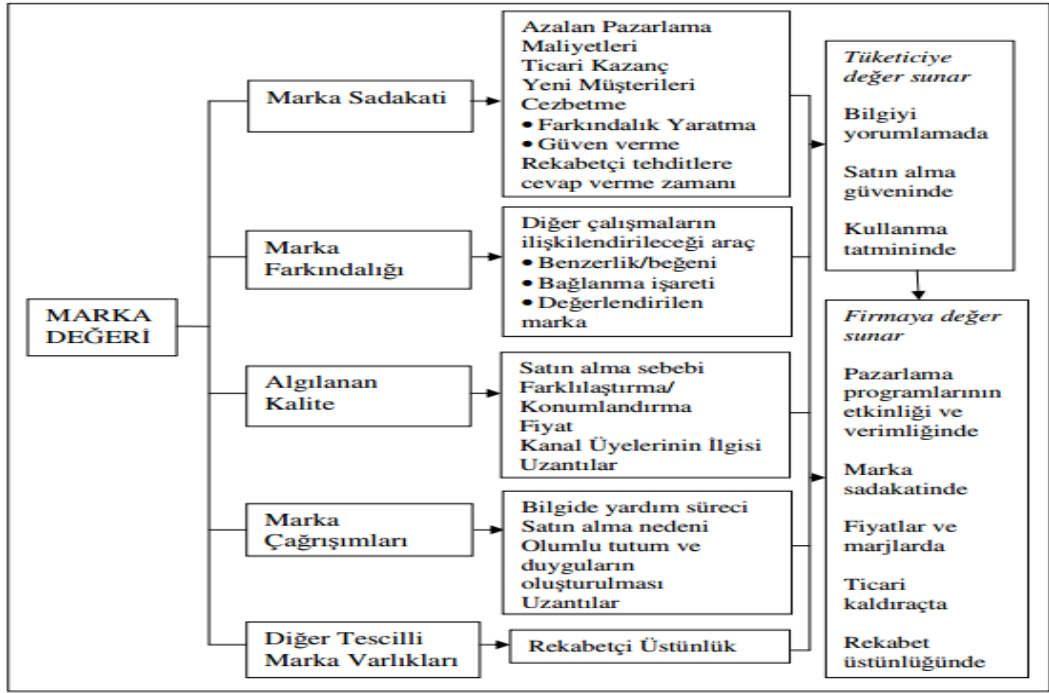 MARKA
DEĞERİ
Marka Sadakati
Azalan Pazarlama
Maliyetleri
Ticari Kazanç
Yeni Müşterileri
Cezbetme
• Farkındalık Yaratma
• Güven verme
Rekabetçi tehditlere
cevap verme zamanı
Marka
Farkındalığı
Diğer çalışmaların
ilişkilendirileceği araç
• Benzerlik/beğeni
• Bağlanma işareti
• Değerlendirilen
marka
Algılanan
Kalite
Satın alma sebebi
Farklılaştırma/
Konumlandırma
Fiyat
Kanal Üyelerinin İlgisi
Uzantılar
Marka
Çağrışımları
Bilgide yardım süreci
Satın alma nedeni
Olumlu tutum ve
duyguların
oluşturulması
Uzantılar
Diğer Tescilli
Marka Varlıkları
Rekabetçi Üstünlük
Tüketiciye
değer sunar
Bilgiyi
yorumlamada
Satın alma
güveninde
Kullanma
tatmininde
Firmaya değer
sunar
Pazarlama
programlarının
etkinliği ve
verimliğinde
Marka
sadakatinde
Fiyatlar ve
marjlarda
Ticari
kaldıraçta
Rekabet
üstünlüğünde